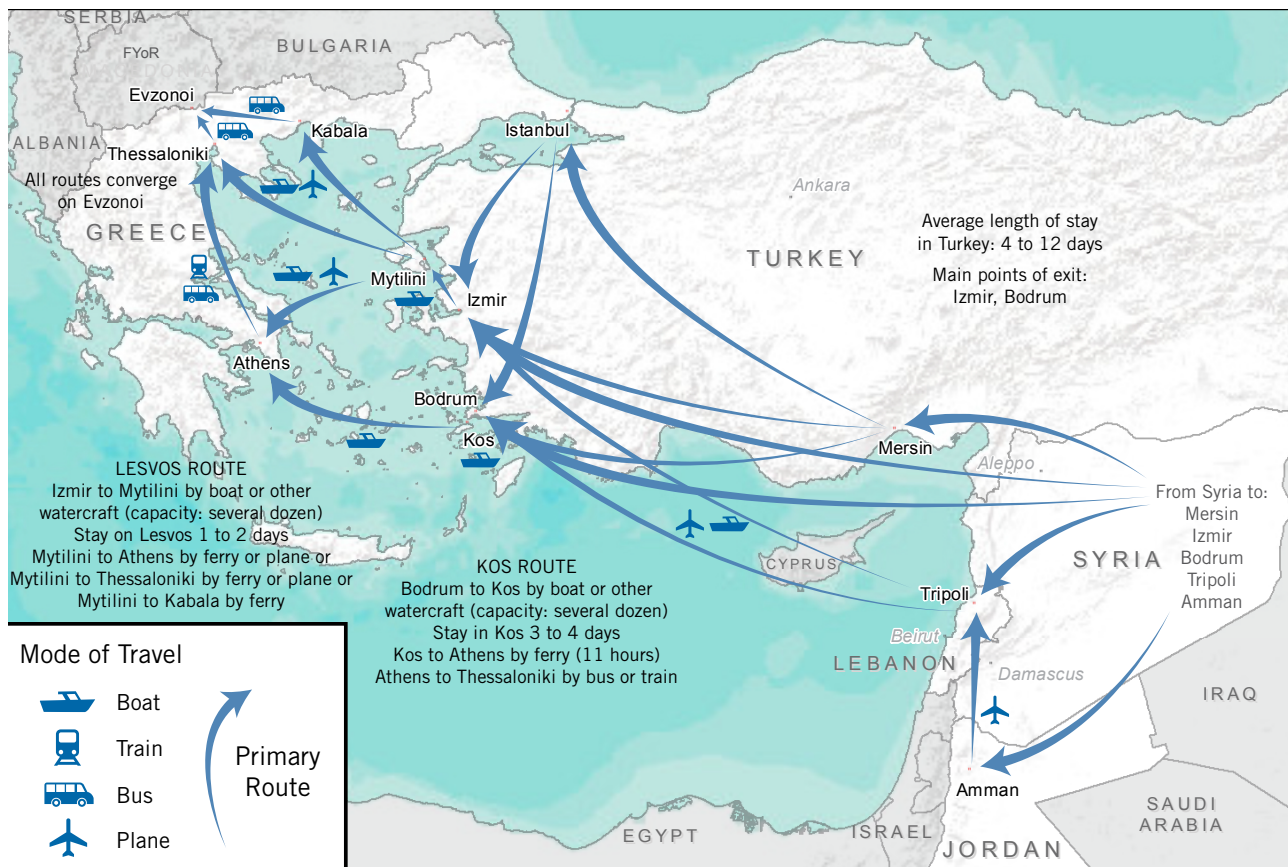 SERBIA
BULGARIA
FYoR
Evzonoi
Kabala
Istanbul
ALBANIA
Thessaloniki
All routes converge
on Evzonoi
Ankara
GREECE
Average length of stay
in Turkey: 4 to 12 days
TURKEY
Main points of exit:
Izmir, Bodrum
Mytilini
Izmir
Athens
Bodrum
Kos
Mersin
Aleppo
LESVOS ROUTE
Izmir to Mytilini by boat or other
watercraft (capacity: several dozen)
Stay on Lesvos 1 to 2 days
Mytilini to Athens by ferry or plane or
Mytilini to Thessaloniki by ferry or plane or
Mytilini to Kabala by ferry
From Syria to:
Mersin
Izmir
Bodrum
Tripoli
Amman
SYRIA
CYPRUS
KOS ROUTE
Bodrum to Kos by boat or other
watercraft (capacity: several dozen)
Stay in Kos 3 to 4 days
Kos to Athens by ferry (11 hours)
Athens to Thessaloniki by bus or train
Tripoli
Beirut
LEBANON
Damascus
IRAQ
Amman
SAUDI
ARABIA
EGYPT
ISRAEL
JORDAN
Mode of Travel
Boat
Train
Bus
Plane
Primary
Route